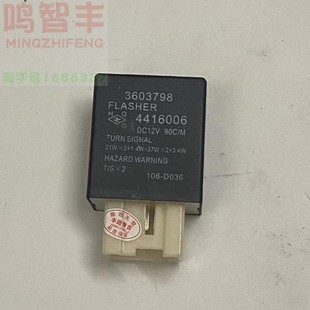 鸣智丰
MINGZHIFENG
3603798
FLASHER
H G
4416006
DC12V 90C/M
TURN SIGNAL
21W×2+1.4W~27W×2+3.4W
HAZARD WARNING
T/S×2
106-D036